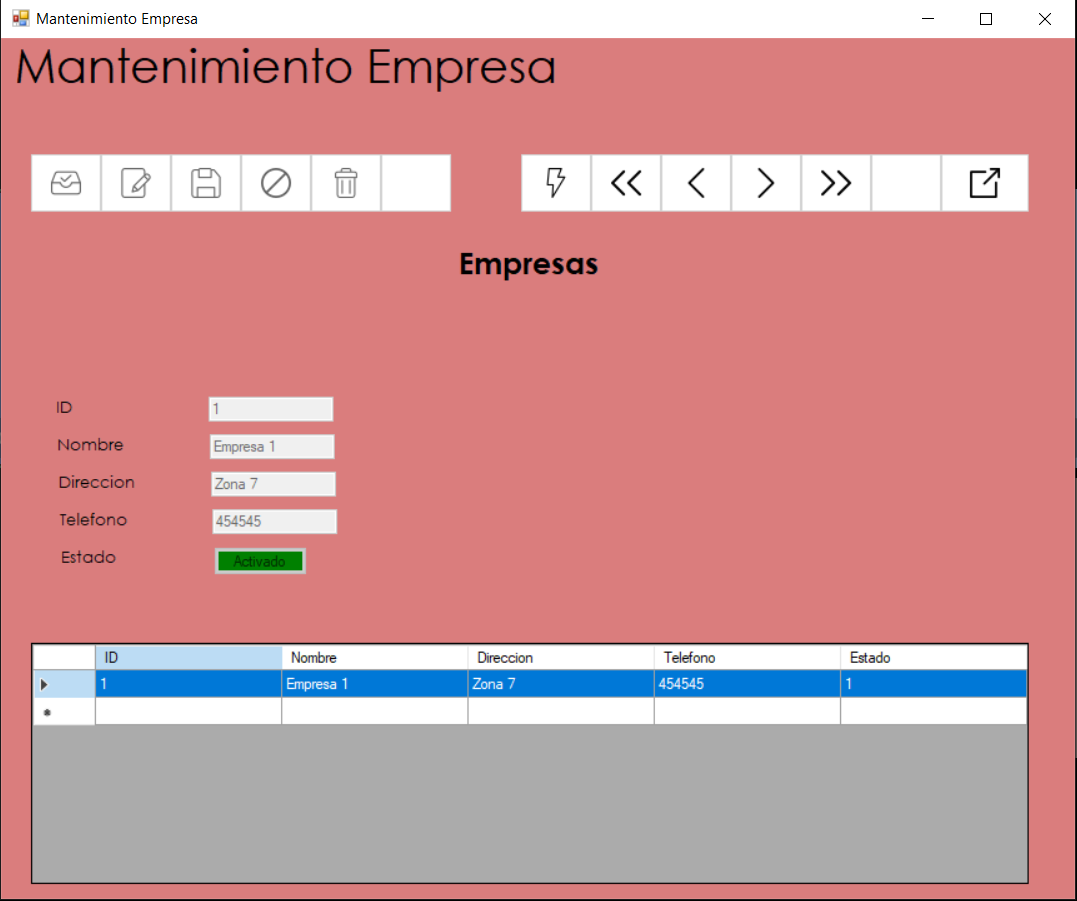 Mantenimiento Empresa
Mantenimiento Empresa
Empresas
ID 1
Nombre Empresa 1
Direccion Zona 7
Telefono 454545
Estado Activado
ID Nombre Direccion Telefono Estado
1 Empresa 1 Zona 7 454545 1